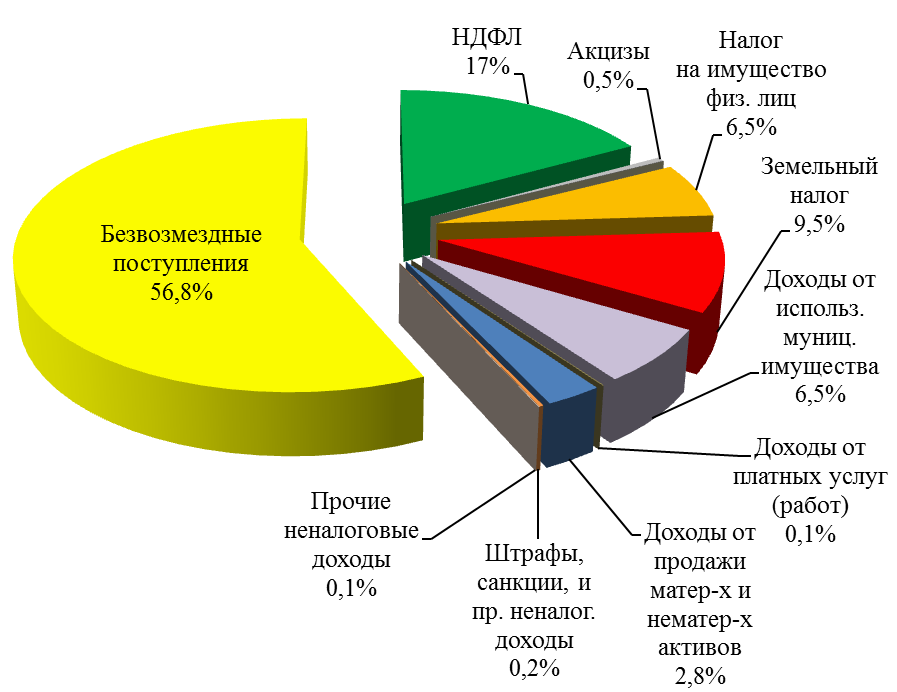 НДФЛ
17%
Акцизы
0,5%
Налог
на имущество
физ. лиц
6,5%
Земельный
налог
9,5%
Доходы от
использ.
муниц.
имущества
6,5%
Доходы от
платных услуг
(работ)
0,1%
Доходы от
продажи
матер-х и
нематер-х
активов
2,8%
Штрафы,
санкции, и
пр. неналог.
доходы
0,2%
Прочие
неналоговые
доходы
0,1%
Безвозмездные
поступления
56,8%